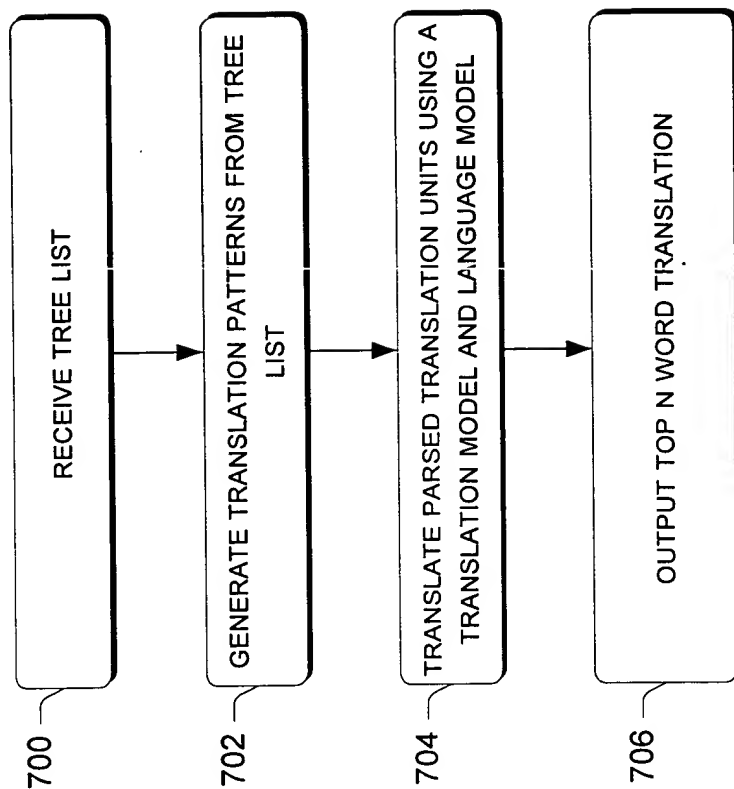 700
RECEIVE TREE LIST
702
GENERATE TRANSLATION PATTERNS FROM TREE
LIST
704
TRANSLATE PARSED TRANSLATION UNITS USING A
TRANSLATION MODEL AND LANGUAGE MODEL
706
OUTPUT TOP N WORD TRANSLATION